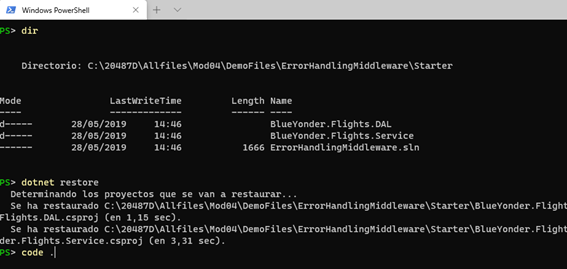 Windows PowerShell
PS> dir
Directorio: C:\20487D\Allfiles\Mod04\DemoFiles\ErrorHandlingMiddleware\Starter
Mode LastWriteTime Length Name
---- ------------- ------ ----
d----- 28/05/2019 14:46 BlueYonder.Flights.DAL
d----- 28/05/2019 14:46 BlueYonder.Flights.Service
------ 28/05/2019 14:46 1666 ErrorHandlingMiddleware.sln
PS> dotnet restore
Determinando los proyectos que se van a restaurar...
Se ha restaurado C:\20487D\Allfiles\Mod04\DemoFiles\ErrorHandlingMiddleware\Starter\BlueYonder.Flight
Flights.DAL.csproj (en 1,15 sec).
Se ha restaurado C:\20487D\Allfiles\Mod04\DemoFiles\ErrorHandlingMiddleware\Starter\BlueYonder.Flight
der.Flights.Service.csproj (en 3,31 sec).
PS> code .